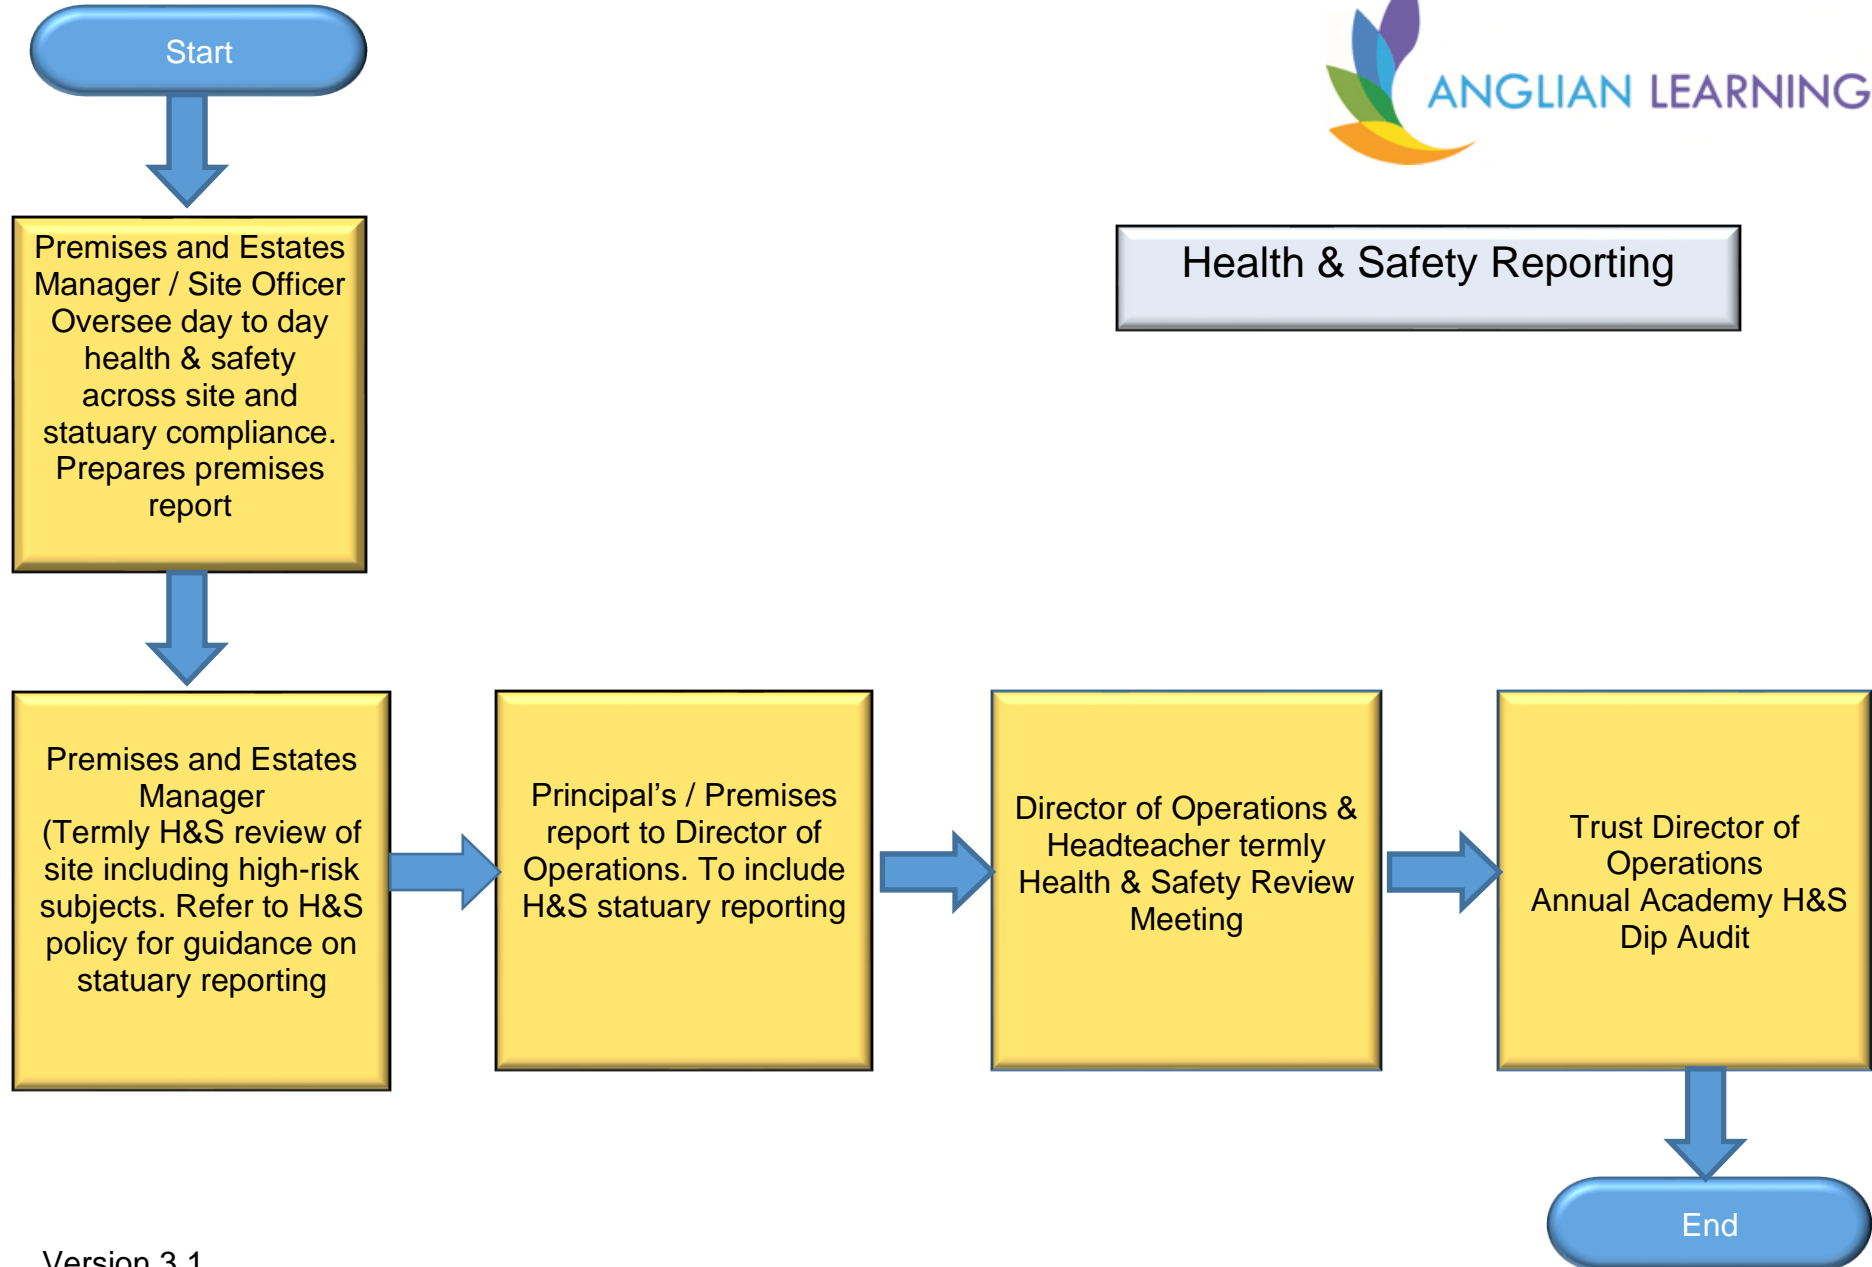 Start
ANGLIAN LEARNING
Health & Safety Reporting
Premises and Estates
Manager / Site Officer
Oversee day to day
health & safety
across site and
statuary compliance.
Prepares premises
report
Premises and Estates
Manager
(Termly H&S review of
site including high-risk
subjects. Refer to H&S
policy for guidance on
statuary reporting
Principal’s / Premises
report to Director of
Operations. To include
H&S statuary reporting
Director of Operations &
Headteacher termly
Health & Safety Review
Meeting
Trust Director of
Operations
Annual Academy H&S
Dip Audit
End
Version 3.1